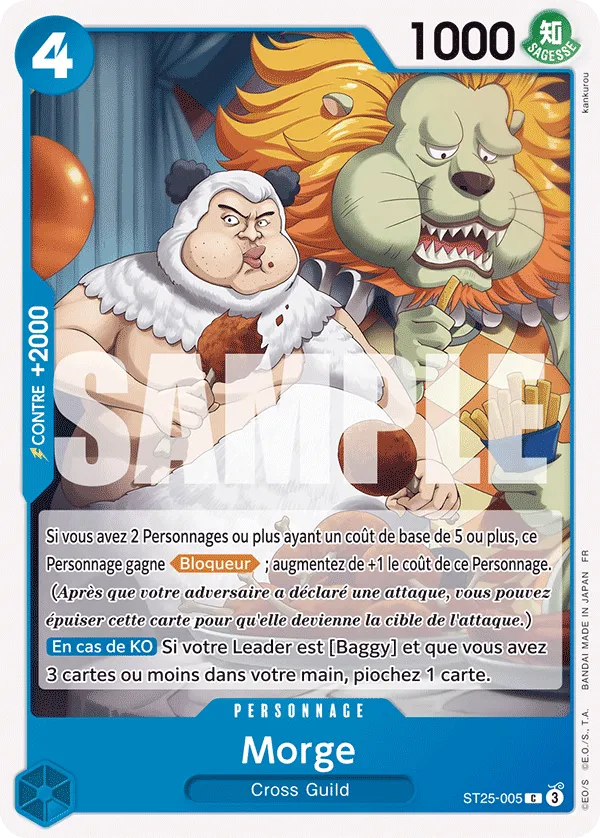 4
1000
知
SAGESSE
kankurou
CONTRE +2000
SAMPLE
Si vous avez 2 Personnages ou plus ayant un coût de base de 5 ou plus, ce
Personnage gagne Bloqueur ; augmentez de +1 le coût de ce Personnage.
(Après que votre adversaire a déclaré une attaque, vous pouvez
épuiser cette carte pour qu'elle devienne la cible de l'attaque.)
En cas de KO Si votre Leader est [Baggy] et que vous avez
3 cartes ou moins dans votre main, piochez 1 carte.
PERSONNAGE
Morge
Cross Guild
ST25-005 C 3
©EO/S ©E.O./S., T.A. BANDAI MADE IN JAPAN FR